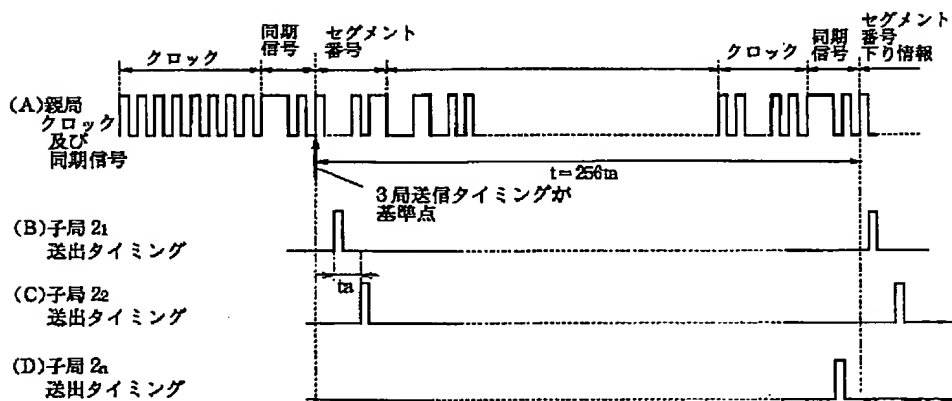 クロック
同期
信号
セグメント
番号
クロック
同期
信号
セグメント
番号
下り情報
(A)親局
クロック
及び
同期信号
t=256ta
3局送信タイミングが
基準点
(B)子局 2₁
送出タイミング
ta
(C)子局 2₂
送出タイミング
(D)子局 2n
送出タイミング